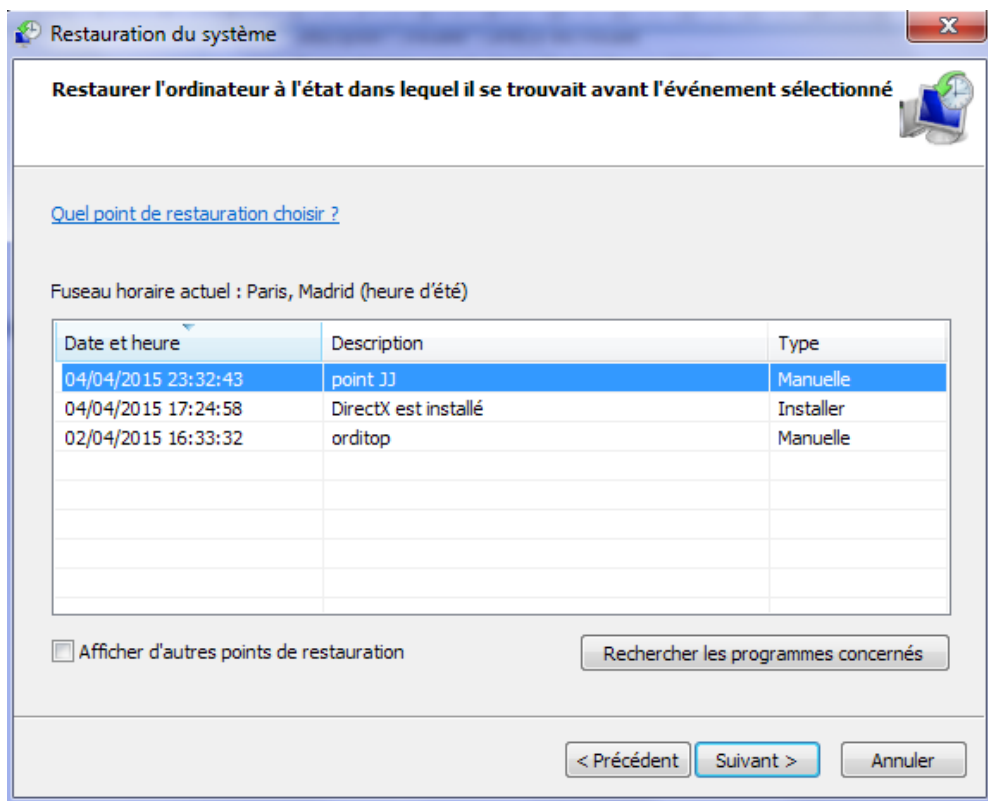 Restauration du système
Restaurer l'ordinateur à l'état dans lequel il se trouvait avant l'événement sélectionné
Quel point de restauration choisir ?
Fuseau horaire actuel : Paris, Madrid (heure d’été)
Date et heure Description Type
04/04/2015 23:32:43 point JJ Manuelle
04/04/2015 17:24:58 DirectX est installé Installer
02/04/2015 16:33:32 orditop Manuelle
Afficher d'autres points de restauration Rechercher les programmes concernés
< Précédent Suivant > Annuler